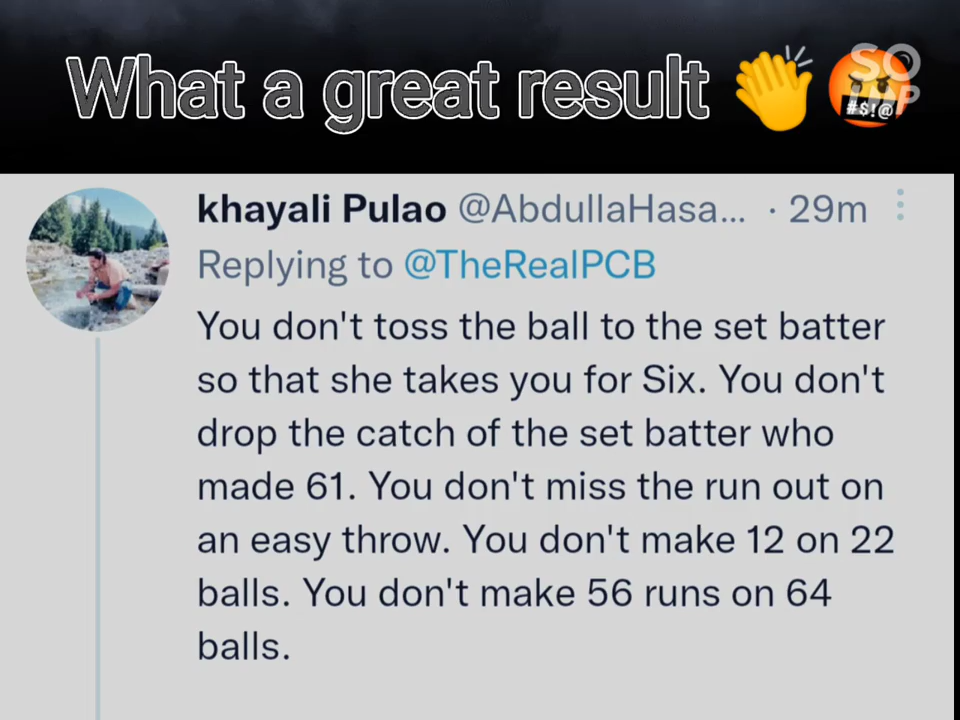 What a great result 👏 🤬
khayali Pulao @AbdullaHasa... · 29m
Replying to @TheRealPCB
You don't toss the ball to the set batter
so that she takes you for Six. You don't
drop the catch of the set batter who
made 61. You don't miss the run out on
an easy throw. You don't make 12 on 22
balls. You don't make 56 runs on 64
balls.